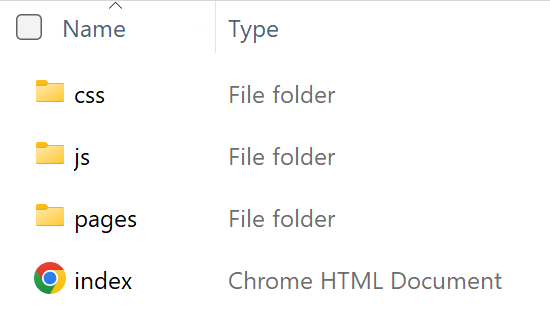 Name Type
css File folder
js File folder
pages File folder
index Chrome HTML Document